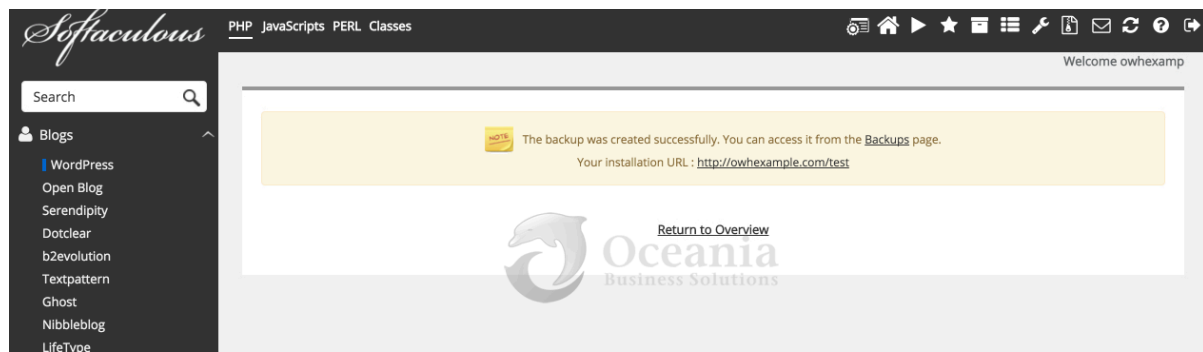 Softaculous
PHP JavaScripts PERL Classes
Welcome owhexamp
Search
Blogs
WordPress
Open Blog
Serendipity
Dotclear
b2evolution
Textpattern
Ghost
Nibbleblog
LifeType
NOTE
The backup was created successfully. You can access it from the Backups page.
Your installation URL : http://owhexample.com/test
Return to Overview
Oceania
Business Solutions